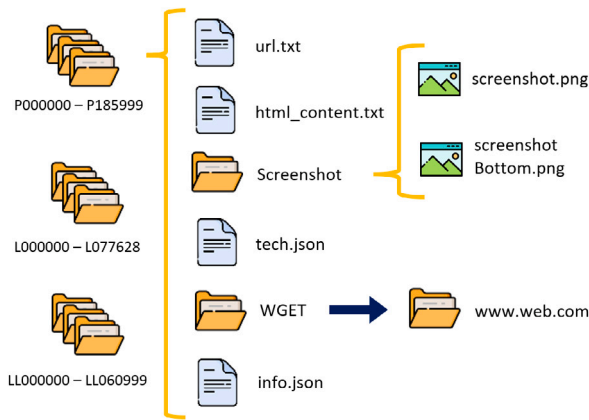 P000000 – P185999
L000000 – L077628
LL000000 – LL060999
url.txt
html_content.txt
Screenshot
tech.json
WGET
info.json
screenshot.png
screenshot
Bottom.png
www.web.com